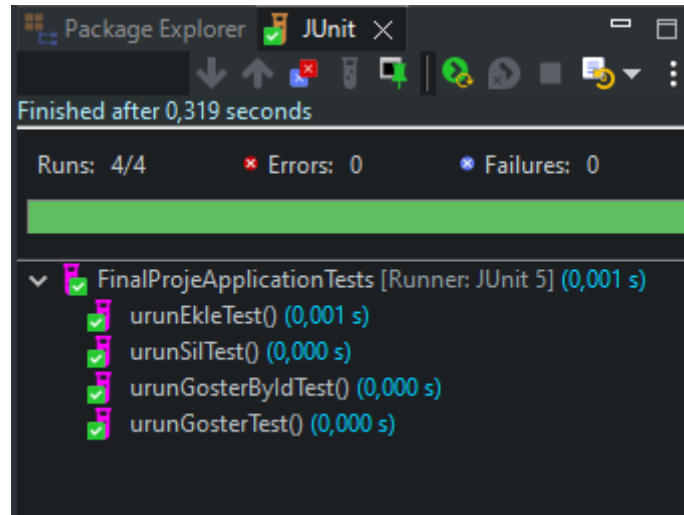 Package Explorer JUnit
Finished after 0,319 seconds
Runs: 4/4 Errors: 0 Failures: 0
FinalProjeApplicationTests [Runner: JUnit 5] (0,001 s)
urunEkleTest() (0,001 s)
urunSilTest() (0,000 s)
urunGosterByIdTest() (0,000 s)
urunGosterTest() (0,000 s)